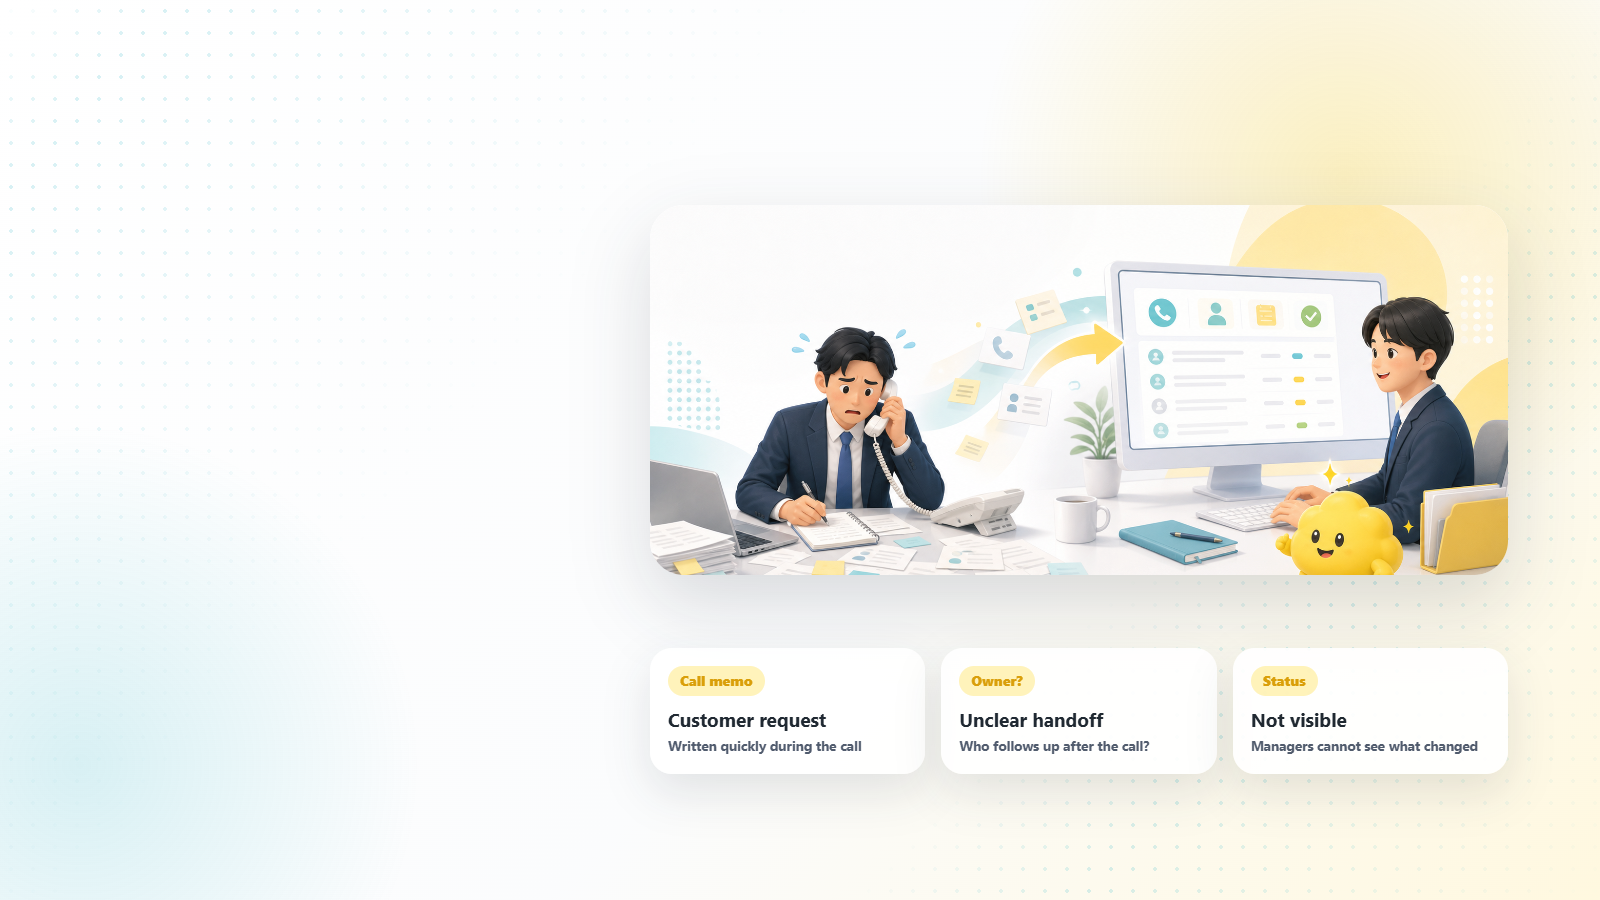 Call memo
Customer request
Written quickly during the call
Owner?
Unclear handoff
Who follows up after the call?
Status
Not visible
Managers cannot see what changed